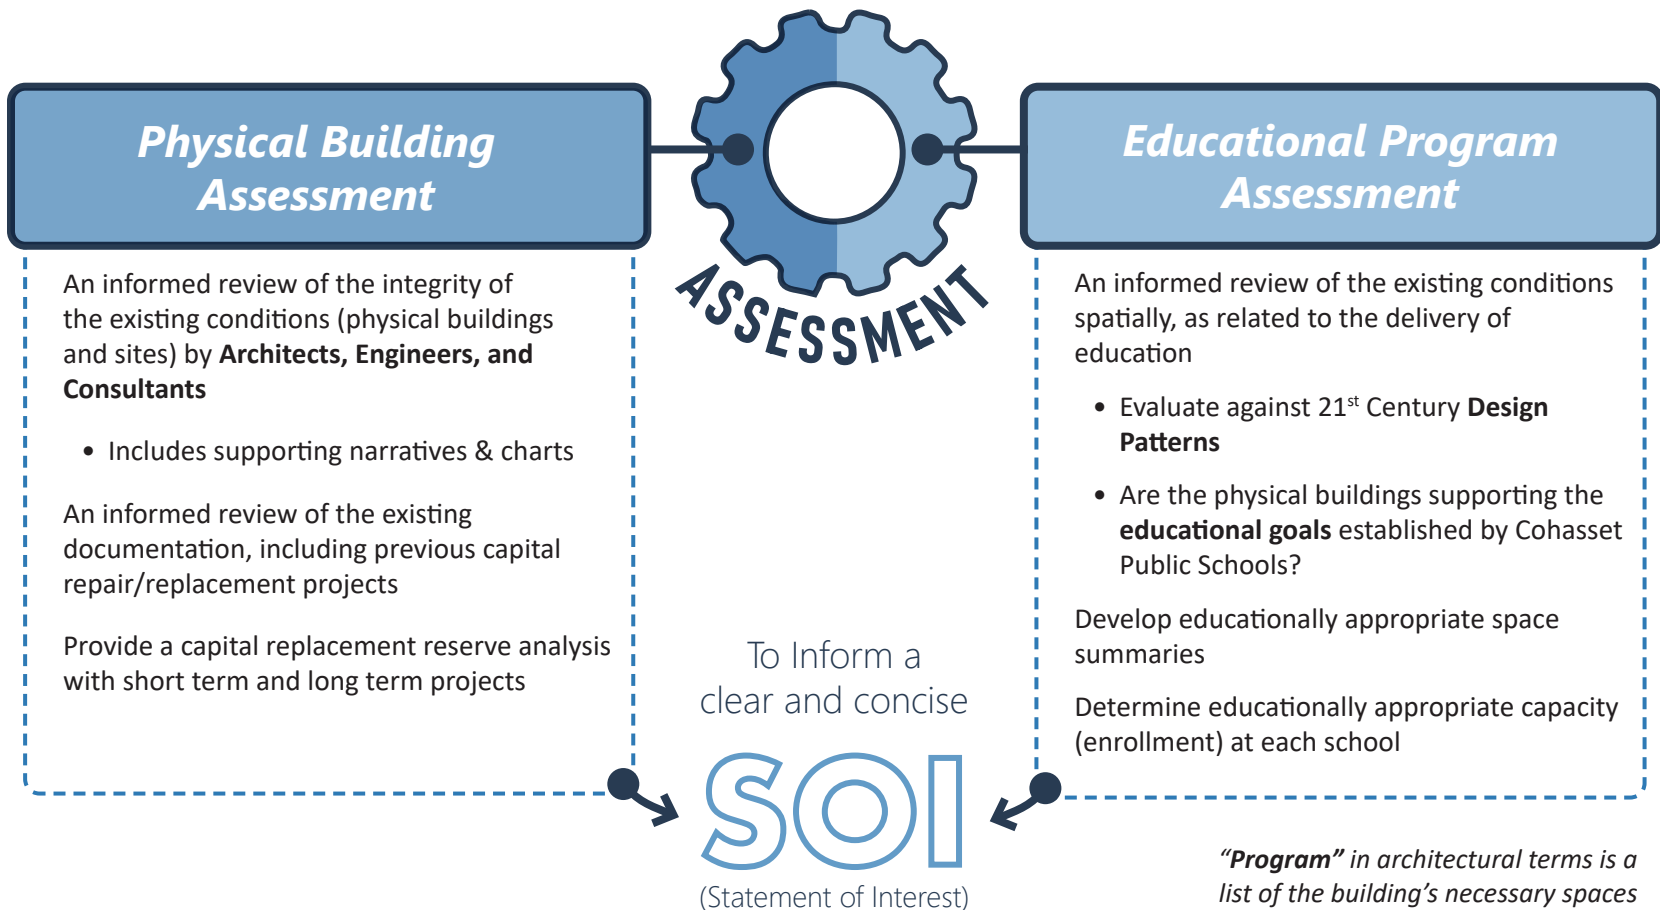 Physical Building
Assessment
An informed review of the integrity of
the existing conditions (physical buildings
and sites) by Architects, Engineers, and
Consultants
• Includes supporting narratives & charts
An informed review of the existing
documentation, including previous capital
repair/replacement projects
Provide a capital replacement reserve analysis
with short term and long term projects
ASSESSMENT
Educational Program
Assessment
An informed review of the existing conditions
spatially, as related to the delivery of
education
• Evaluate against 21st Century Design
Patterns
• Are the physical buildings supporting the
educational goals established by Cohasset
Public Schools?
Develop educationally appropriate space
summaries
Determine educationally appropriate capacity
(enrollment) at each school
To Inform a
clear and concise
SOI
(Statement of Interest)
“Program” in architectural terms is a
list of the building’s necessary spaces